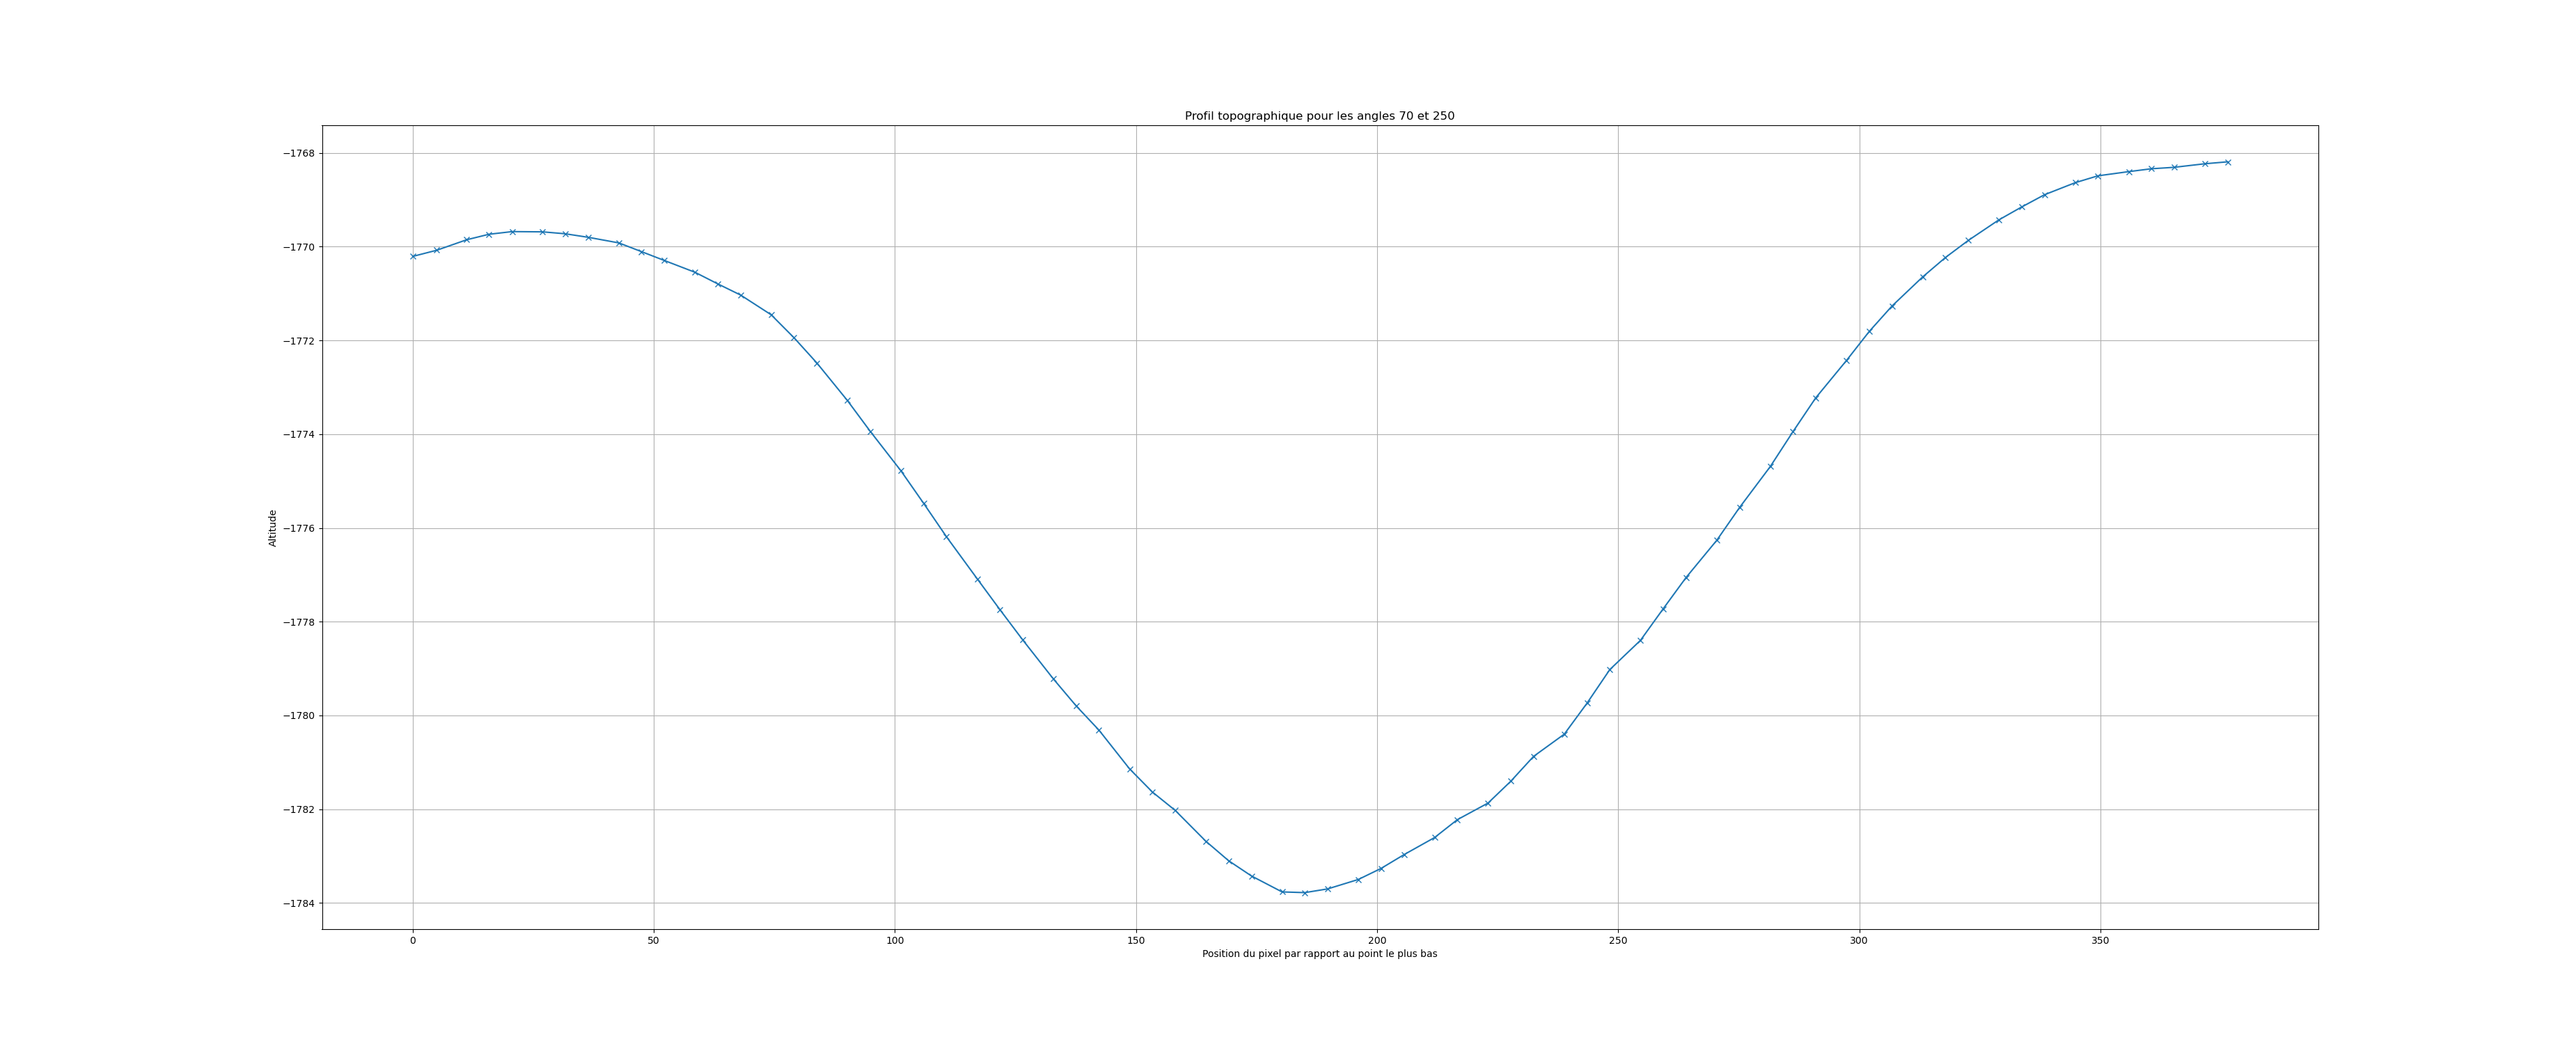 Profil topographique pour les angles 70 et 250
−1768
−1770
−1772
−1774
−1776
−1778
−1780
−1782
−1784
Altitude
0 50 100 150 200 250 300 350
Position du pixel par rapport au point le plus bas